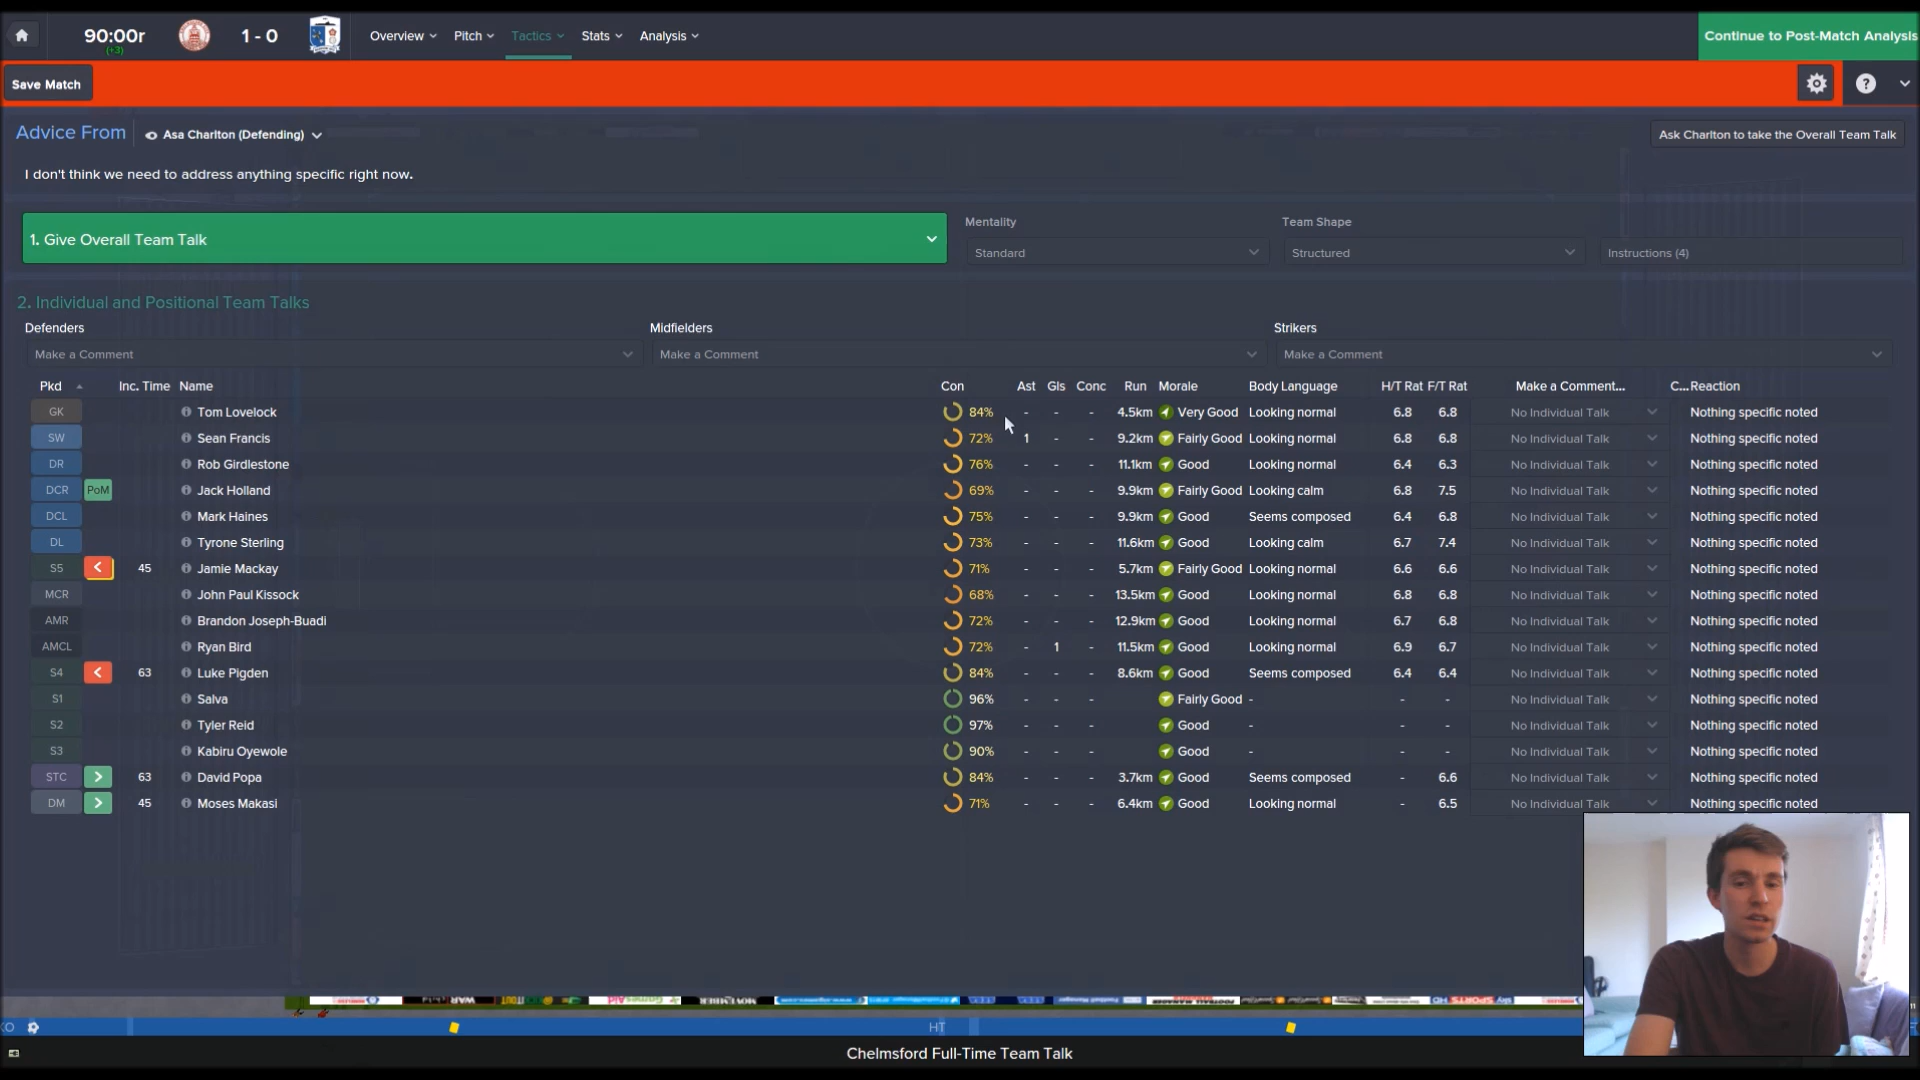 90:00r 1 - 0 Overview Pitch Tactics Stats Analysis Continue to Post-Match Analysis
(+3)
Save Match ?
Advice From Asa Charlton (Defending) Ask Charlton to take the Overall Team Talk
I don't think we need to address anything specific right now.
Mentality Team Shape
1. Give Overall Team Talk Standard Structured Instructions (4)
2. Individual and Positional Team Talks
Defenders Midfielders Strikers
Make a Comment Make a Comment Make a Comment
Pkd Inc. Time Name Con Ast Gls Conc Run Morale Body Language H/T Rat F/T Rat Make a Comment... C... Reaction
GK Tom Lovelock 84% - - - 4.5km Very Good Looking normal 6.8 6.8 No Individual Talk Nothing specific noted
SW Sean Francis 72% 1 - - 9.2km Fairly Good Looking normal 6.8 6.8 No Individual Talk Nothing specific noted
DR Rob Girdlestone 76% - - - 11.1km Good Looking normal 6.4 6.3 No Individual Talk Nothing specific noted
DCR PoM Jack Holland 69% - - - 9.9km Fairly Good Looking calm 6.8 7.5 No Individual Talk Nothing specific noted
DCL Mark Haines 75% - - - 9.9km Good Seems composed 6.4 6.8 No Individual Talk Nothing specific noted
DL Tyrone Sterling 73% - - - 11.6km Good Looking calm 6.7 7.4 No Individual Talk Nothing specific noted
S5 45 Jamie Mackay 71% - - - 5.7km Fairly Good Looking normal 6.6 6.6 No Individual Talk Nothing specific noted
MCR John Paul Kissock 68% - - - 13.5km Good Looking normal 6.8 6.8 No Individual Talk Nothing specific noted
AMR Brandon Joseph-Buadi 72% - - - 12.9km Good Looking normal 6.7 6.8 No Individual Talk Nothing specific noted
AMCL Ryan Bird 72% - 1 - 11.5km Good Looking normal 6.9 6.7 No Individual Talk Nothing specific noted
S4 63 Luke Pigden 84% - - - 8.6km Good Seems composed 6.4 6.4 No Individual Talk Nothing specific noted
S1 Salva 96% - - - Fairly Good - - - No Individual Talk Nothing specific noted
S2 Tyler Reid 97% - - - Good - - - No Individual Talk Nothing specific noted
S3 Kabiru Oyewole 90% - - - Good - - - No Individual Talk Nothing specific noted
STC 63 David Popa 84% - - - 3.7km Good Seems composed - 6.6 No Individual Talk Nothing specific noted
DM 45 Moses Makasi 71% - - - 6.4km Good Looking normal - 6.5 No Individual Talk Nothing specific noted
HT
Chelmsford Full-Time Team Talk